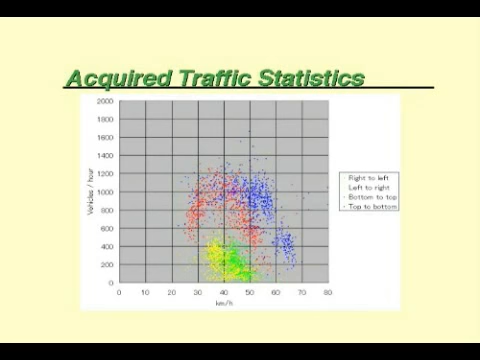 Acquired Traffic Statistics
2000
1800
1600
1400
1200
1000
800
600
400
200
0
Vehicles / hour
0 10 20 30 40 50 60 70 80
km/h
Right to left
Left to right
Bottom to top
Top to bottom